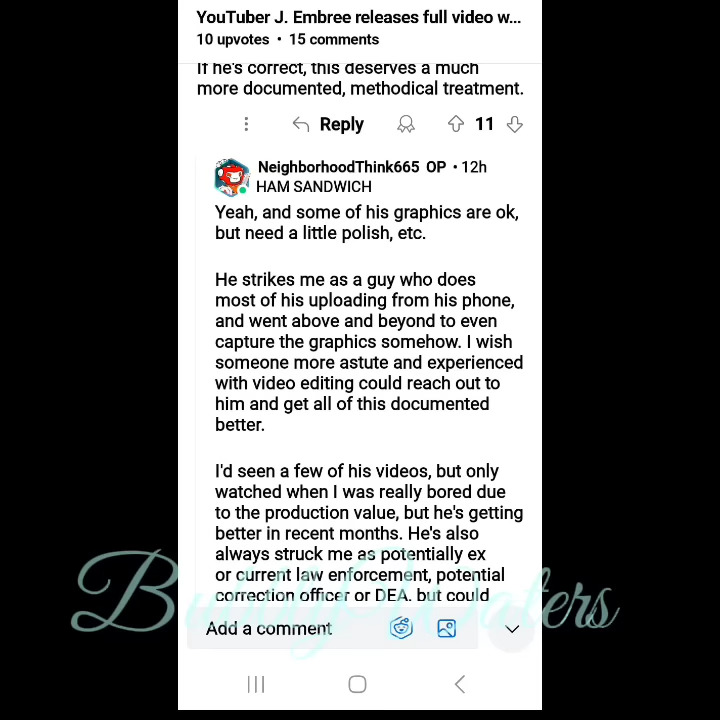 YouTuber J. Embree releases full video w...
10 upvotes • 15 comments
If he's correct, this deserves a much
more documented, methodical treatment.
Reply 11
NeighborhoodThink665 OP • 12h
HAM SANDWICH
Yeah, and some of his graphics are ok,
but need a little polish, etc.
He strikes me as a guy who does
most of his uploading from his phone,
and went above and beyond to even
capture the graphics somehow. I wish
someone more astute and experienced
with video editing could reach out to
him and get all of this documented
better.
I'd seen a few of his videos, but only
watched when I was really bored due
to the production value, but he's getting
better in recent months. He's also
always struck me as potentially ex
or current law enforcement, potential
correction officer or DEA, but could
Buddy Waters
Add a comment